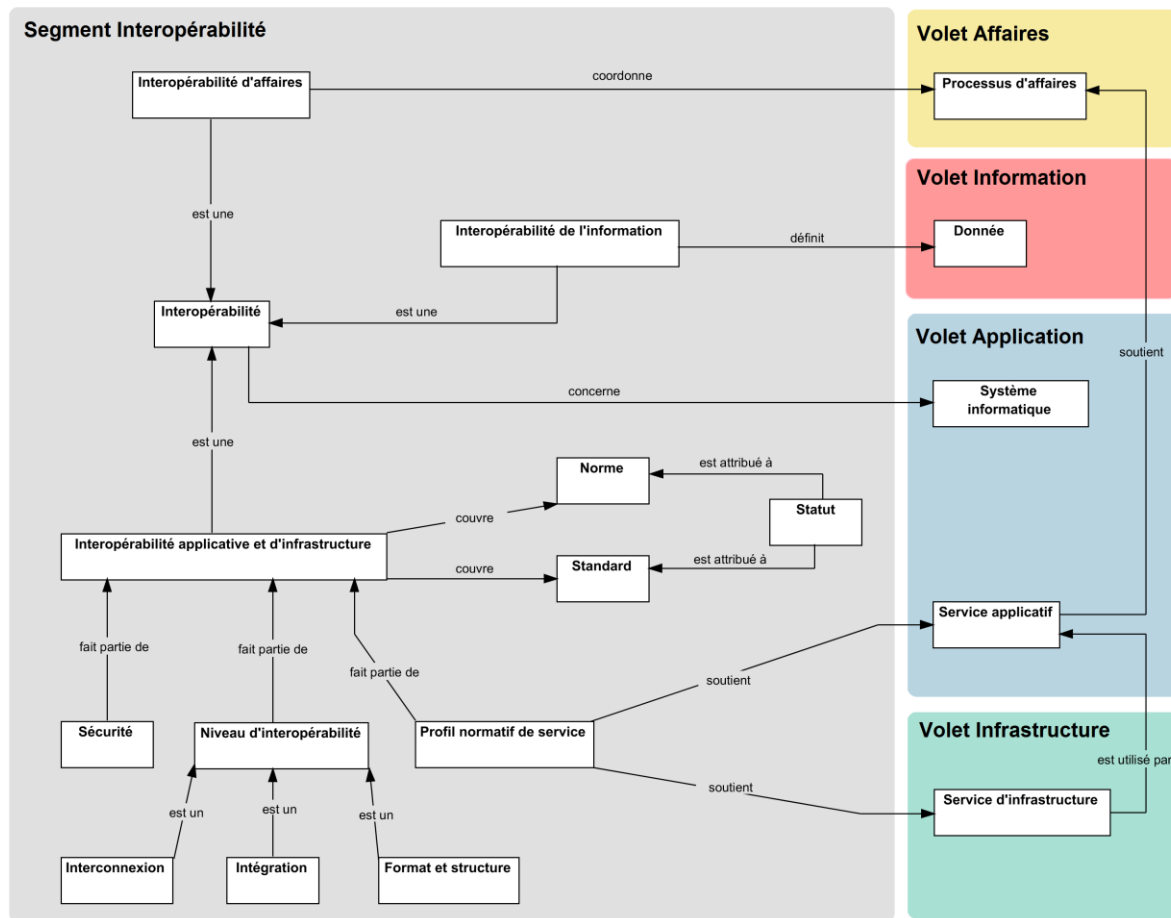 Segment Interopérabilité
Volet Affaires
Interopérabilité d'affaires
coordonne
Processus d'affaires
Volet Information
est une
Interopérabilité de l'information
définit
Donnée
Interopérabilité
est une
Volet Application
soutient
concerne
Système
informatique
est une
Norme
est attribué à
Statut
couvre
Interopérabilité applicative et d'infrastructure
couvre
Standard
est attribué à
Service applicatif
fait partie de
fait partie de
fait partie de
soutient
Sécurité
Niveau d'interopérabilité
Profil normatif de service
Volet Infrastructure
est utilisé par
soutient
Service d'infrastructure
est un
est un
est un
Interconnexion
Intégration
Format et structure